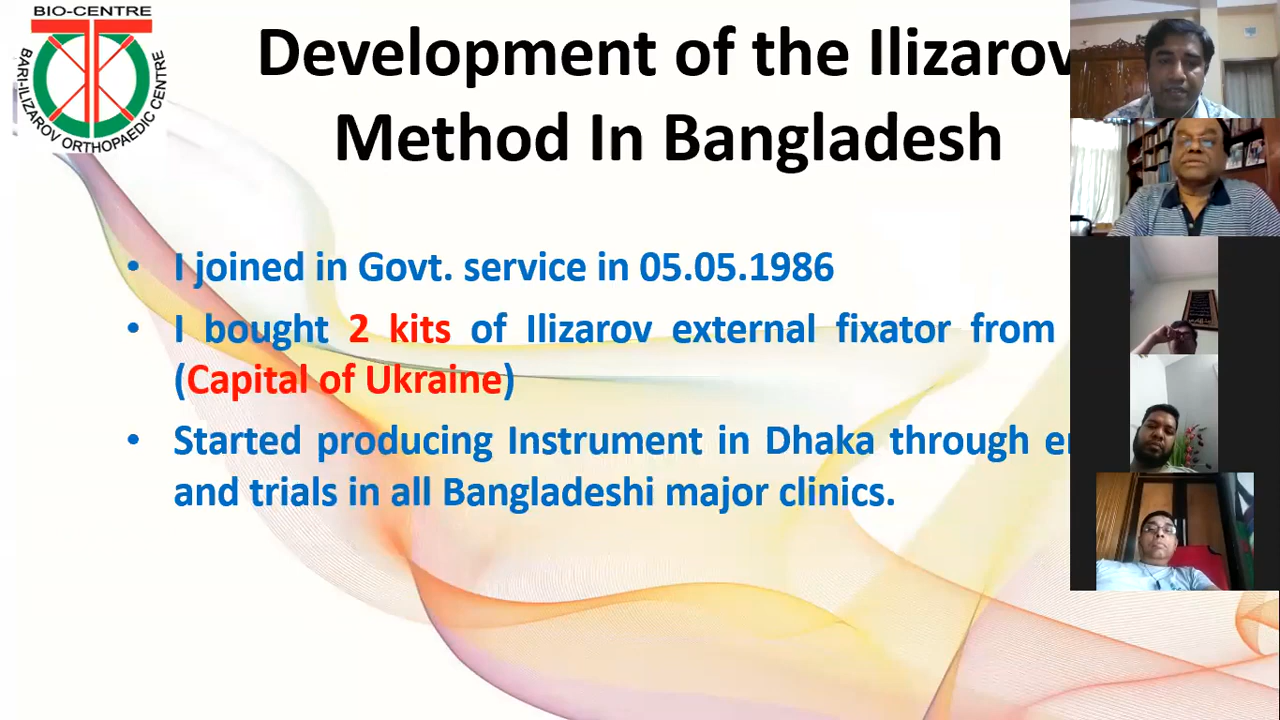 BIO-CENTRE
BARI-ILIZAROV ORTHOPAEDIC CENTRE
Development of the Ilizarov
Method In Bangladesh
• I joined in Govt. service in 05.05.1986
• I bought 2 kits of Ilizarov external fixator from
(Capital of Ukraine)
• Started producing Instrument in Dhaka through
and trials in all Bangladeshi major clinics.